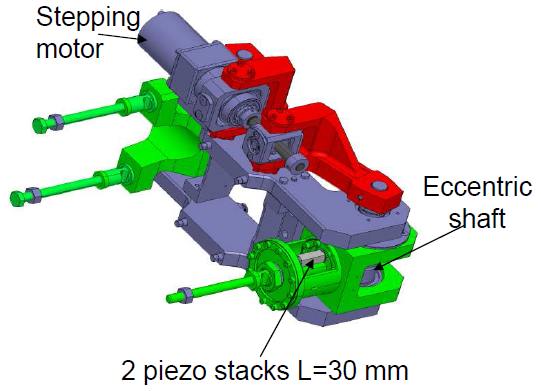 Stepping
motor
Eccentric
shaft
2 piezo stacks L=30 mm